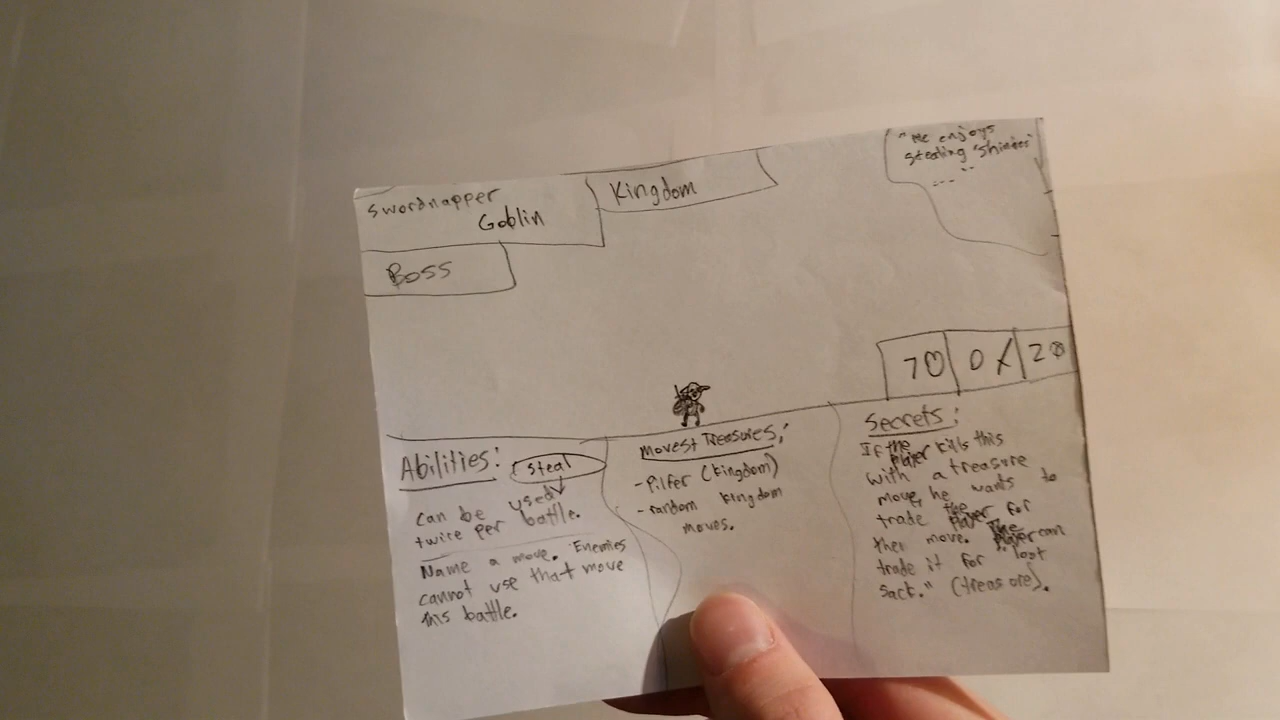 Swordnapper
Goblin
Kingdom
"He enjoys
stealing 'shinies'
...."
Boss
70
0
20
Abilities:
Steal
can be used
twice per battle.
Name a move. Enemies
cannot use that move
this battle.
Moves + Treasures:
-Pilfer (Kingdom)
-random kingdom
moves.
Secrets:
If the
player kills this
with a treasure
move, he wants to
trade the player for
move. The player can
trade it for "loot
sack." (treasure).